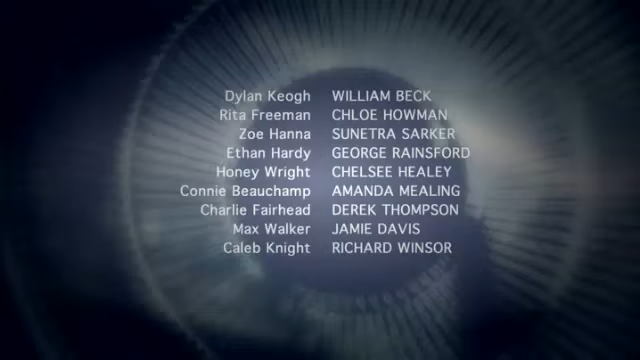 Dylan Keogh WILLIAM BECK
Rita Freeman CHLOE HOWMAN
Zoe Hanna SUNETRA SARKER
Ethan Hardy GEORGE RAINSFORD
Honey Wright CHELSEE HEALEY
Connie Beauchamp AMANDA MEALING
Charlie Fairhead DEREK THOMPSON
Max Walker JAMIE DAVIS
Caleb Knight RICHARD WINSOR